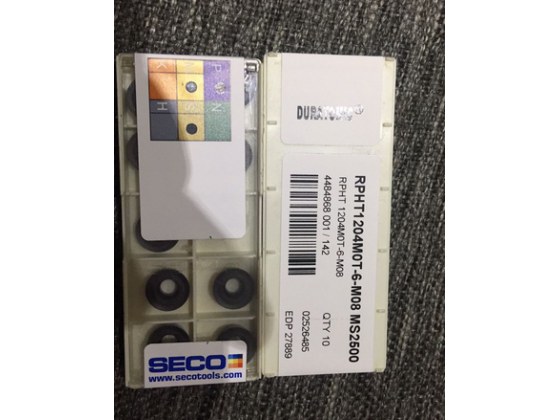 P
N
K
S
H
SECO
www.secotools.com
DURATOMIC
RPHT1204M0T-6-M08 MS2500
RPHT 1204M0T-6-M08
QTY 10
02526485
4484868 001 / 142
EDP 27889